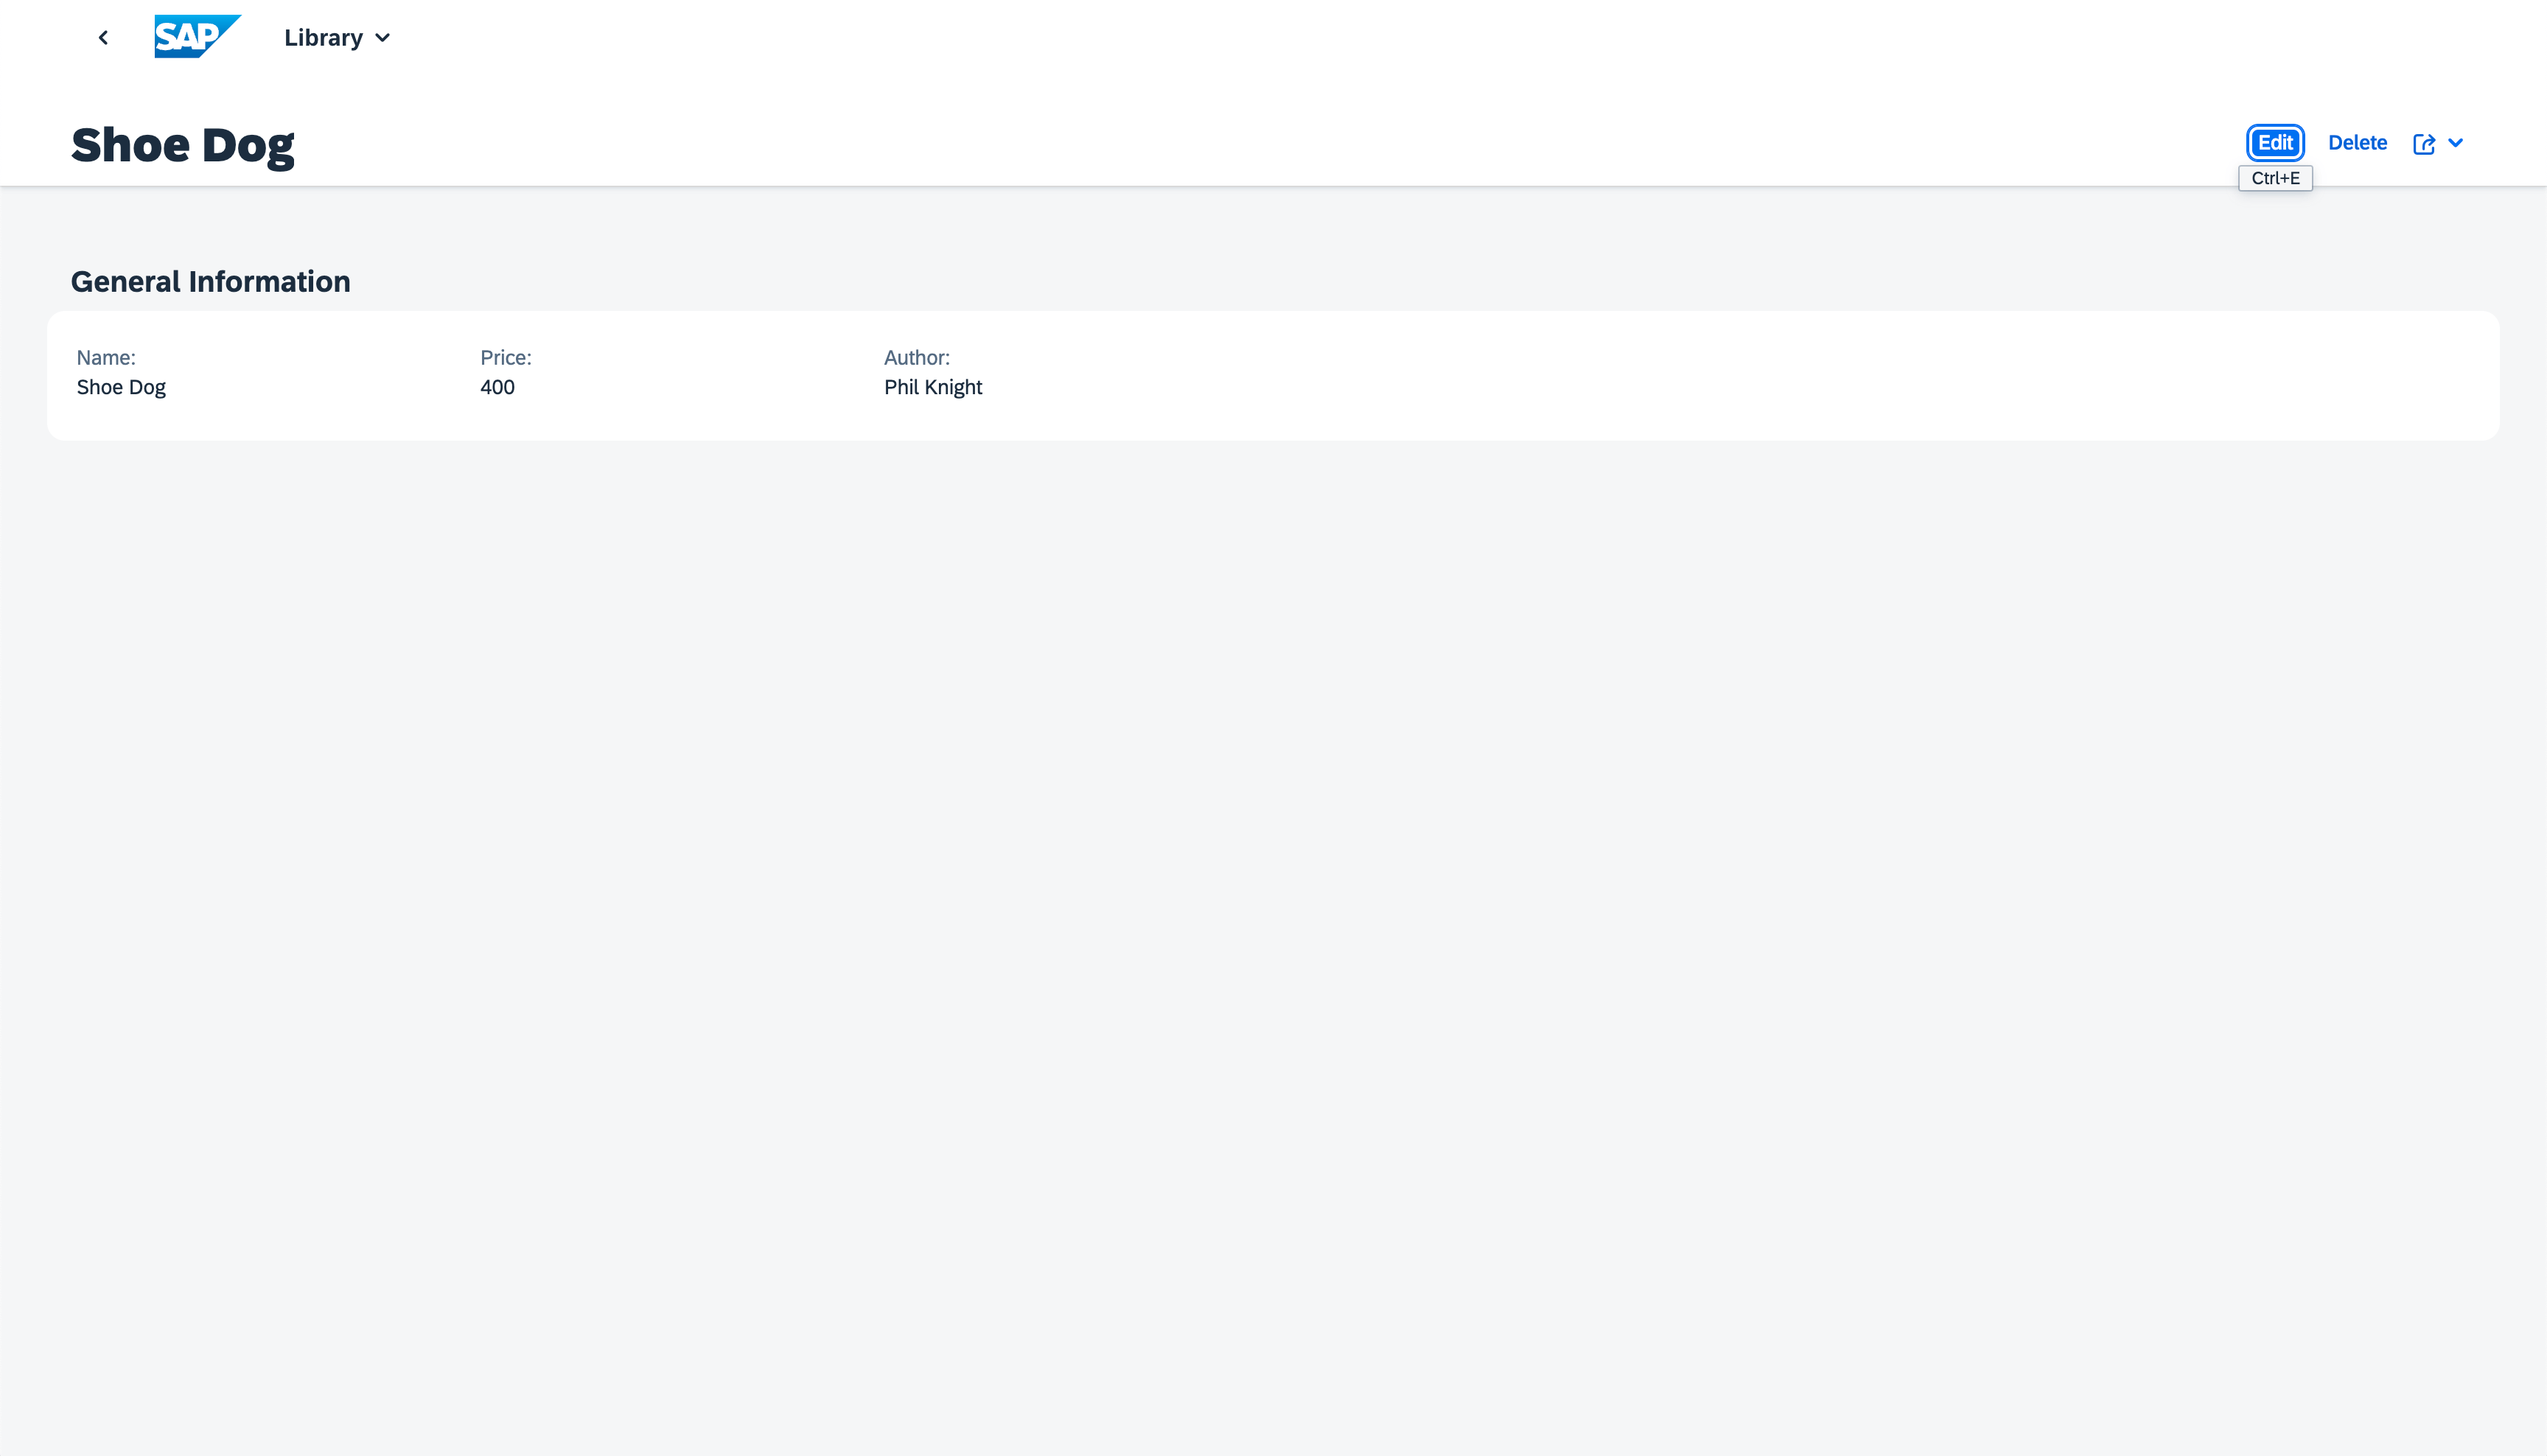 SAP Library
Shoe Dog
Edit Delete
Ctrl+E
General Information
Name: Price: Author:
Shoe Dog 400 Phil Knight